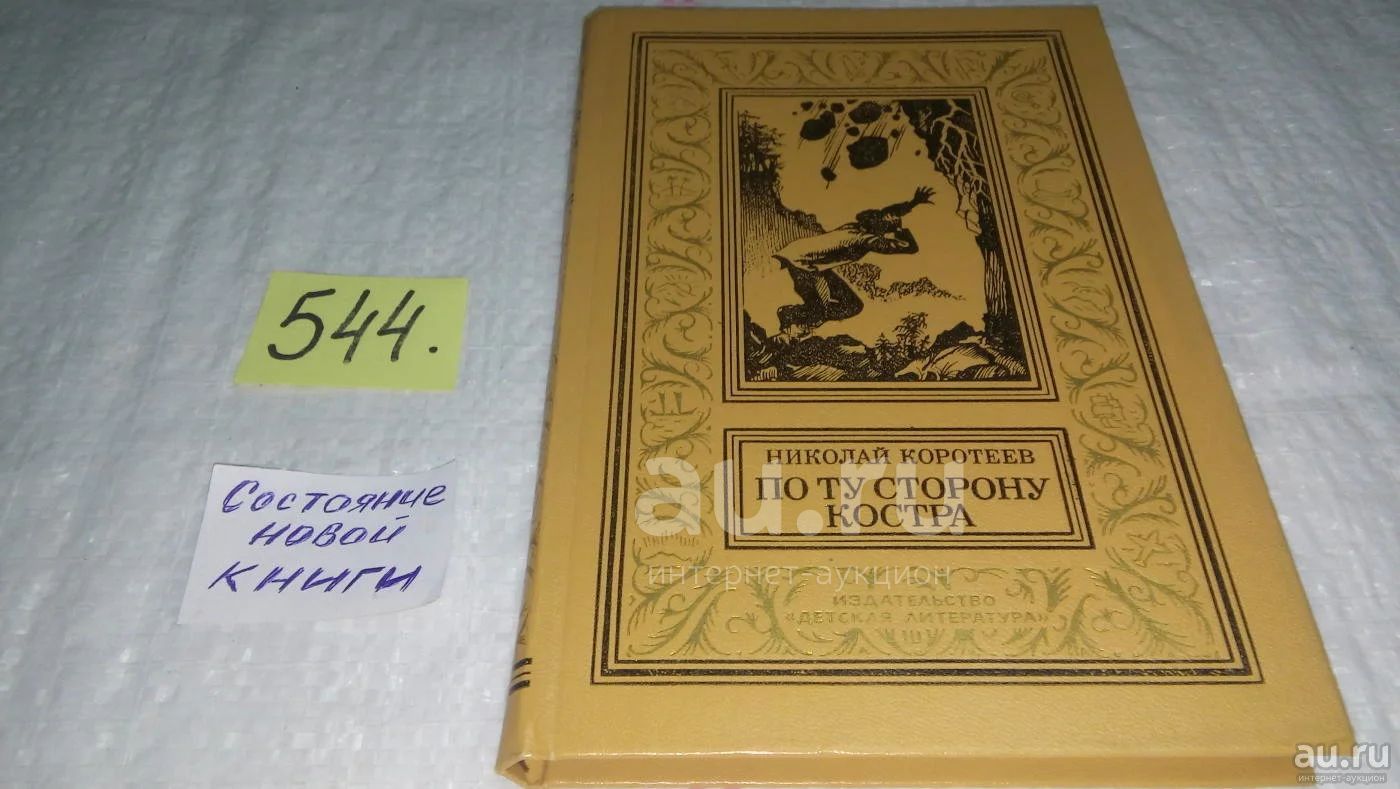 544.
Состояние
новой
книги
НИКОЛАЙ КОРОТЕЕВ
ПО ТУ СТОРОНУ
КОСТРА
ИЗДАТЕЛЬСТВО
«ДЕТСКАЯ ЛИТЕРАТУРА»
au.ru
интернет-аукцион
au.ru
интернет-аукцион